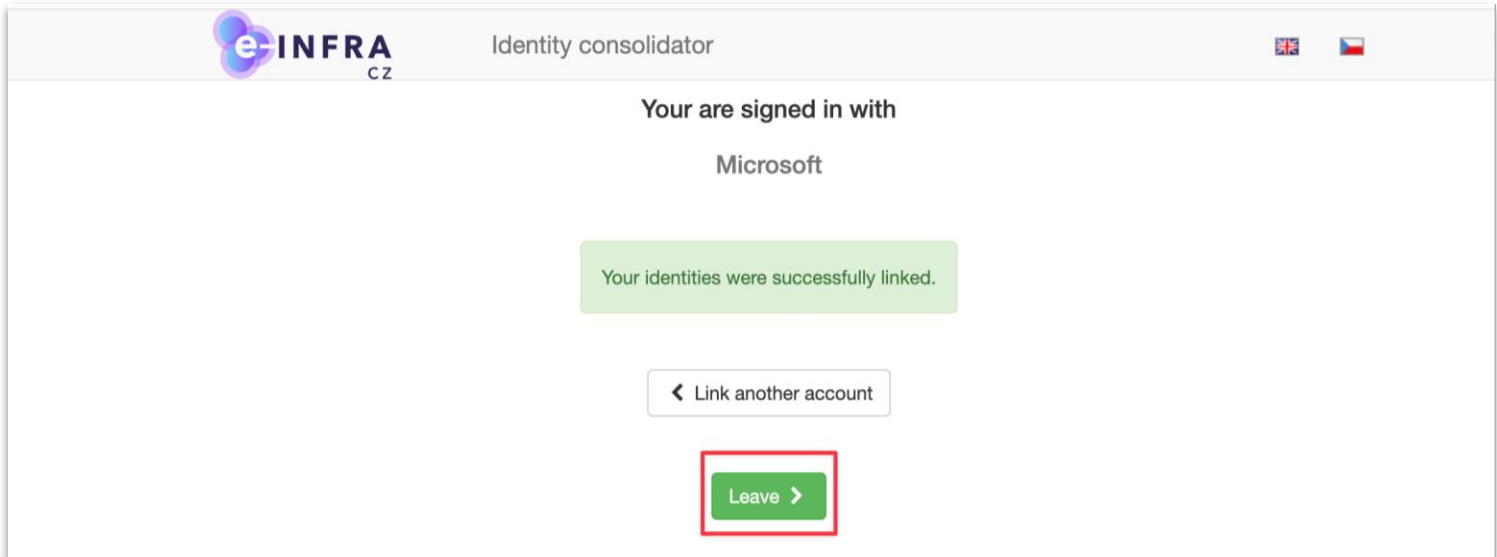 e-INFRA
CZ
Identity consolidator
Your are signed in with
Microsoft
Your identities were successfully linked.
Link another account
Leave